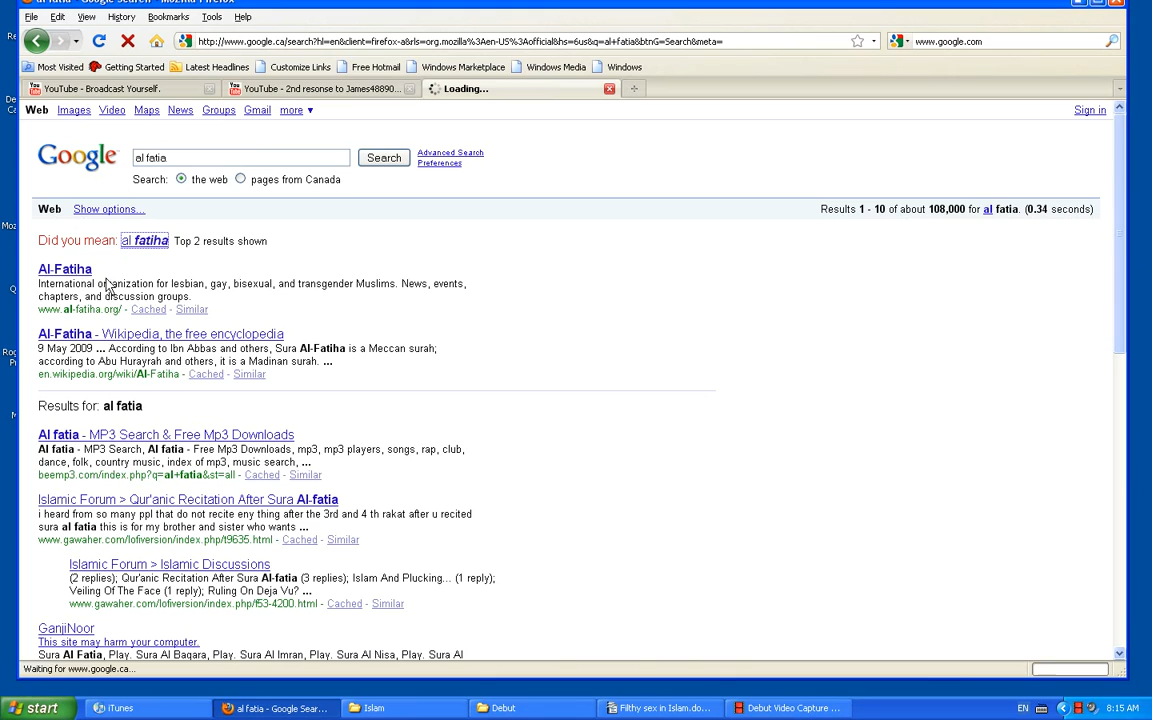 al fatia - Google Search - Mozilla Firefox
File Edit View History Bookmarks Tools Help
http://www.google.ca/search?hl=en&client=firefox-a&rls=org.mozilla%3Aen-US%3Aofficial&hs=6us&q=al+fatia&btnG=Search&meta=
www.google.com
Most Visited Getting Started Latest Headlines Customize Links Free Hotmail Windows Marketplace Windows Media Windows
YouTube - Broadcast Yourself. YouTube - 2nd resonse to James48890... Loading...
Web Images Video Maps News Groups Gmail more ▼ Sign in
Google al fatia Search Advanced Search
Preferences
Search: the web pages from Canada
Web Show options... Results 1 - 10 of about 108,000 for al fatia. (0.34 seconds)
Did you mean: al fatiha Top 2 results shown
Al-Fatiha
International organization for lesbian, gay, bisexual, and transgender Muslims. News, events,
chapters, and discussion groups.
www.al-fatiha.org/ - Cached - Similar
Al-Fatiha - Wikipedia, the free encyclopedia
9 May 2009 ... According to Ibn Abbas and others, Sura Al-Fatiha is a Meccan surah;
according to Abu Hurayrah and others, it is a Madinan surah. ...
en.wikipedia.org/wiki/Al-Fatiha - Cached - Similar
Results for: al fatia
Al fatia - MP3 Search & Free Mp3 Downloads
Al fatia - MP3 Search, Al fatia - Free Mp3 Downloads, mp3, mp3 players, songs, rap, club,
dance, folk, country music, index of mp3, music search, ...
beemp3.com/index.php?q=al+fatia&st=all - Cached - Similar
Islamic Forum > Qur'anic Recitation After Sura Al-fatia
i heard from so many ppl that do not recite eny thing after the 3rd and 4 th rakat after u recited
sura al fatia this is for my brother and sister who wants ...
www.gawaher.com/lofiversion/index.php/t9635.html - Cached - Similar
Islamic Forum > Islamic Discussions
(2 replies); Qur'anic Recitation After Sura Al-fatia (3 replies); Islam And Plucking... (1 reply);
Veiling Of The Face (1 reply); Ruling On Deja Vu? ...
www.gawaher.com/lofiversion/index.php/f53-4200.html - Cached - Similar
GanjiNoor
This site may harm your computer.
Sura Al Fatia, Play. Sura Al Baqara, Play. Sura Al Imran, Play. Sura Al Nisa, Play. Sura Al
Waiting for www.google.ca...
start iTunes al fatia - Google Sear... Islam Debut Filthy sex in Islam.do... Debut Video Capture ... EN 8:15 AM